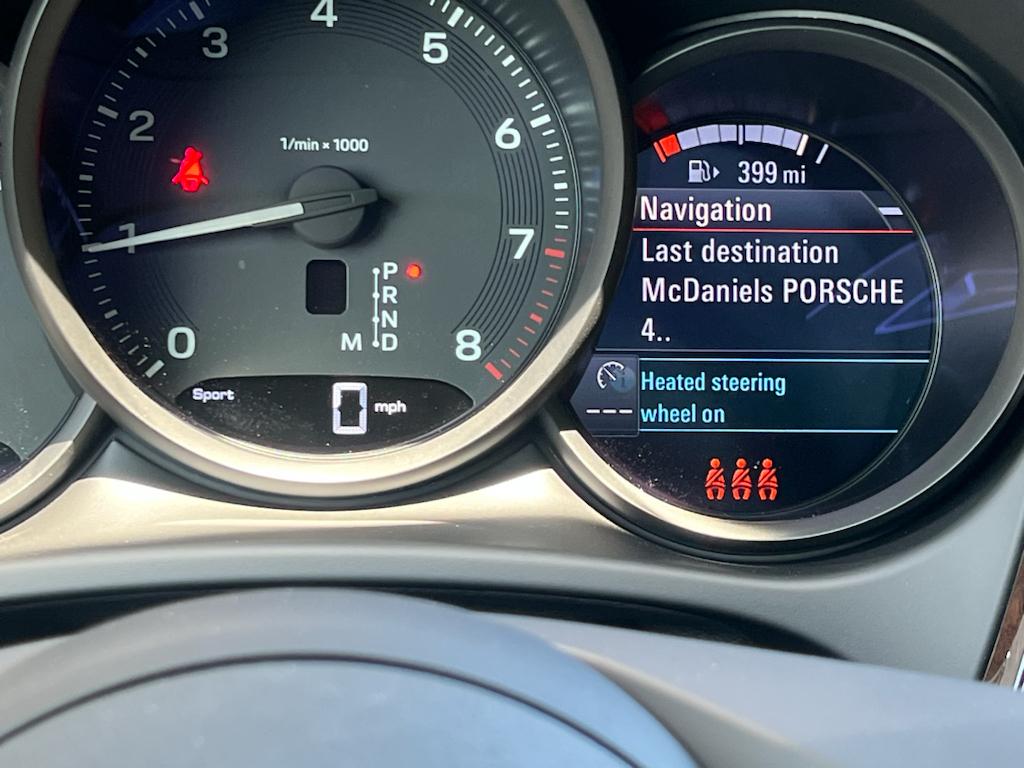 4
3
5
2
6
1/min × 1000
399 mi
Navigation
1
7
Last destination
P
McDaniels PORSCHE
R
N
4..
0
M D
8
Heated steering
Sport
0 mph
--- wheel on